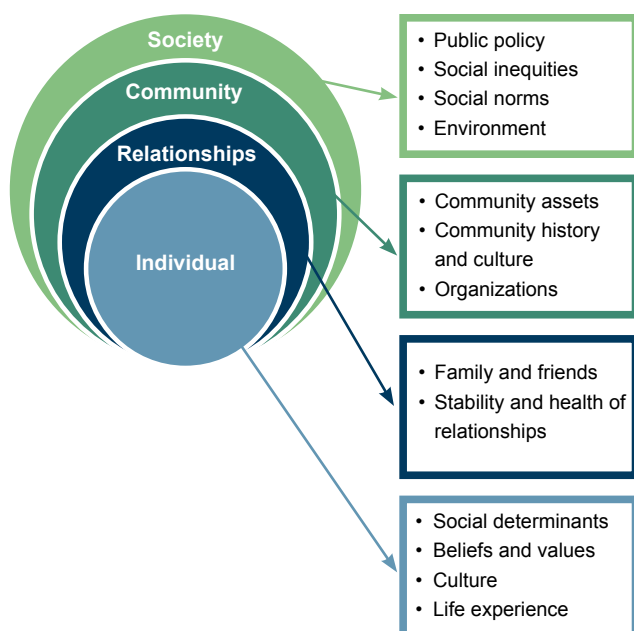 Society
Community
Relationships
Individual
• Public policy
• Social inequities
• Social norms
• Environment
• Community assets
• Community history
and culture
• Organizations
• Family and friends
• Stability and health of
relationships
• Social determinants
• Beliefs and values
• Culture
• Life experience